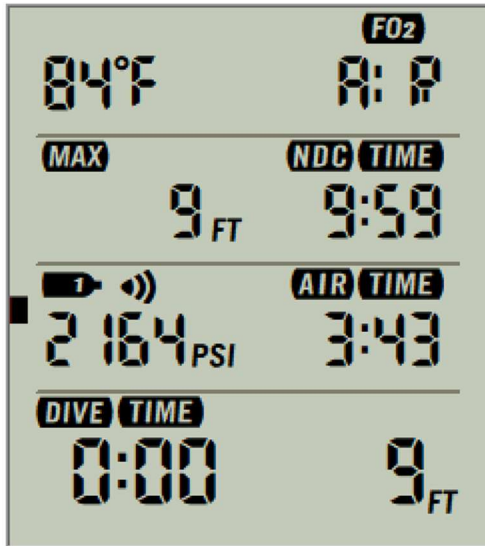 FO2
84°F A: P
MAX NDC TIME
9 FT 9:59
1 AIR TIME
2164 PSI 3:43
DIVE TIME
0:00 9 FT